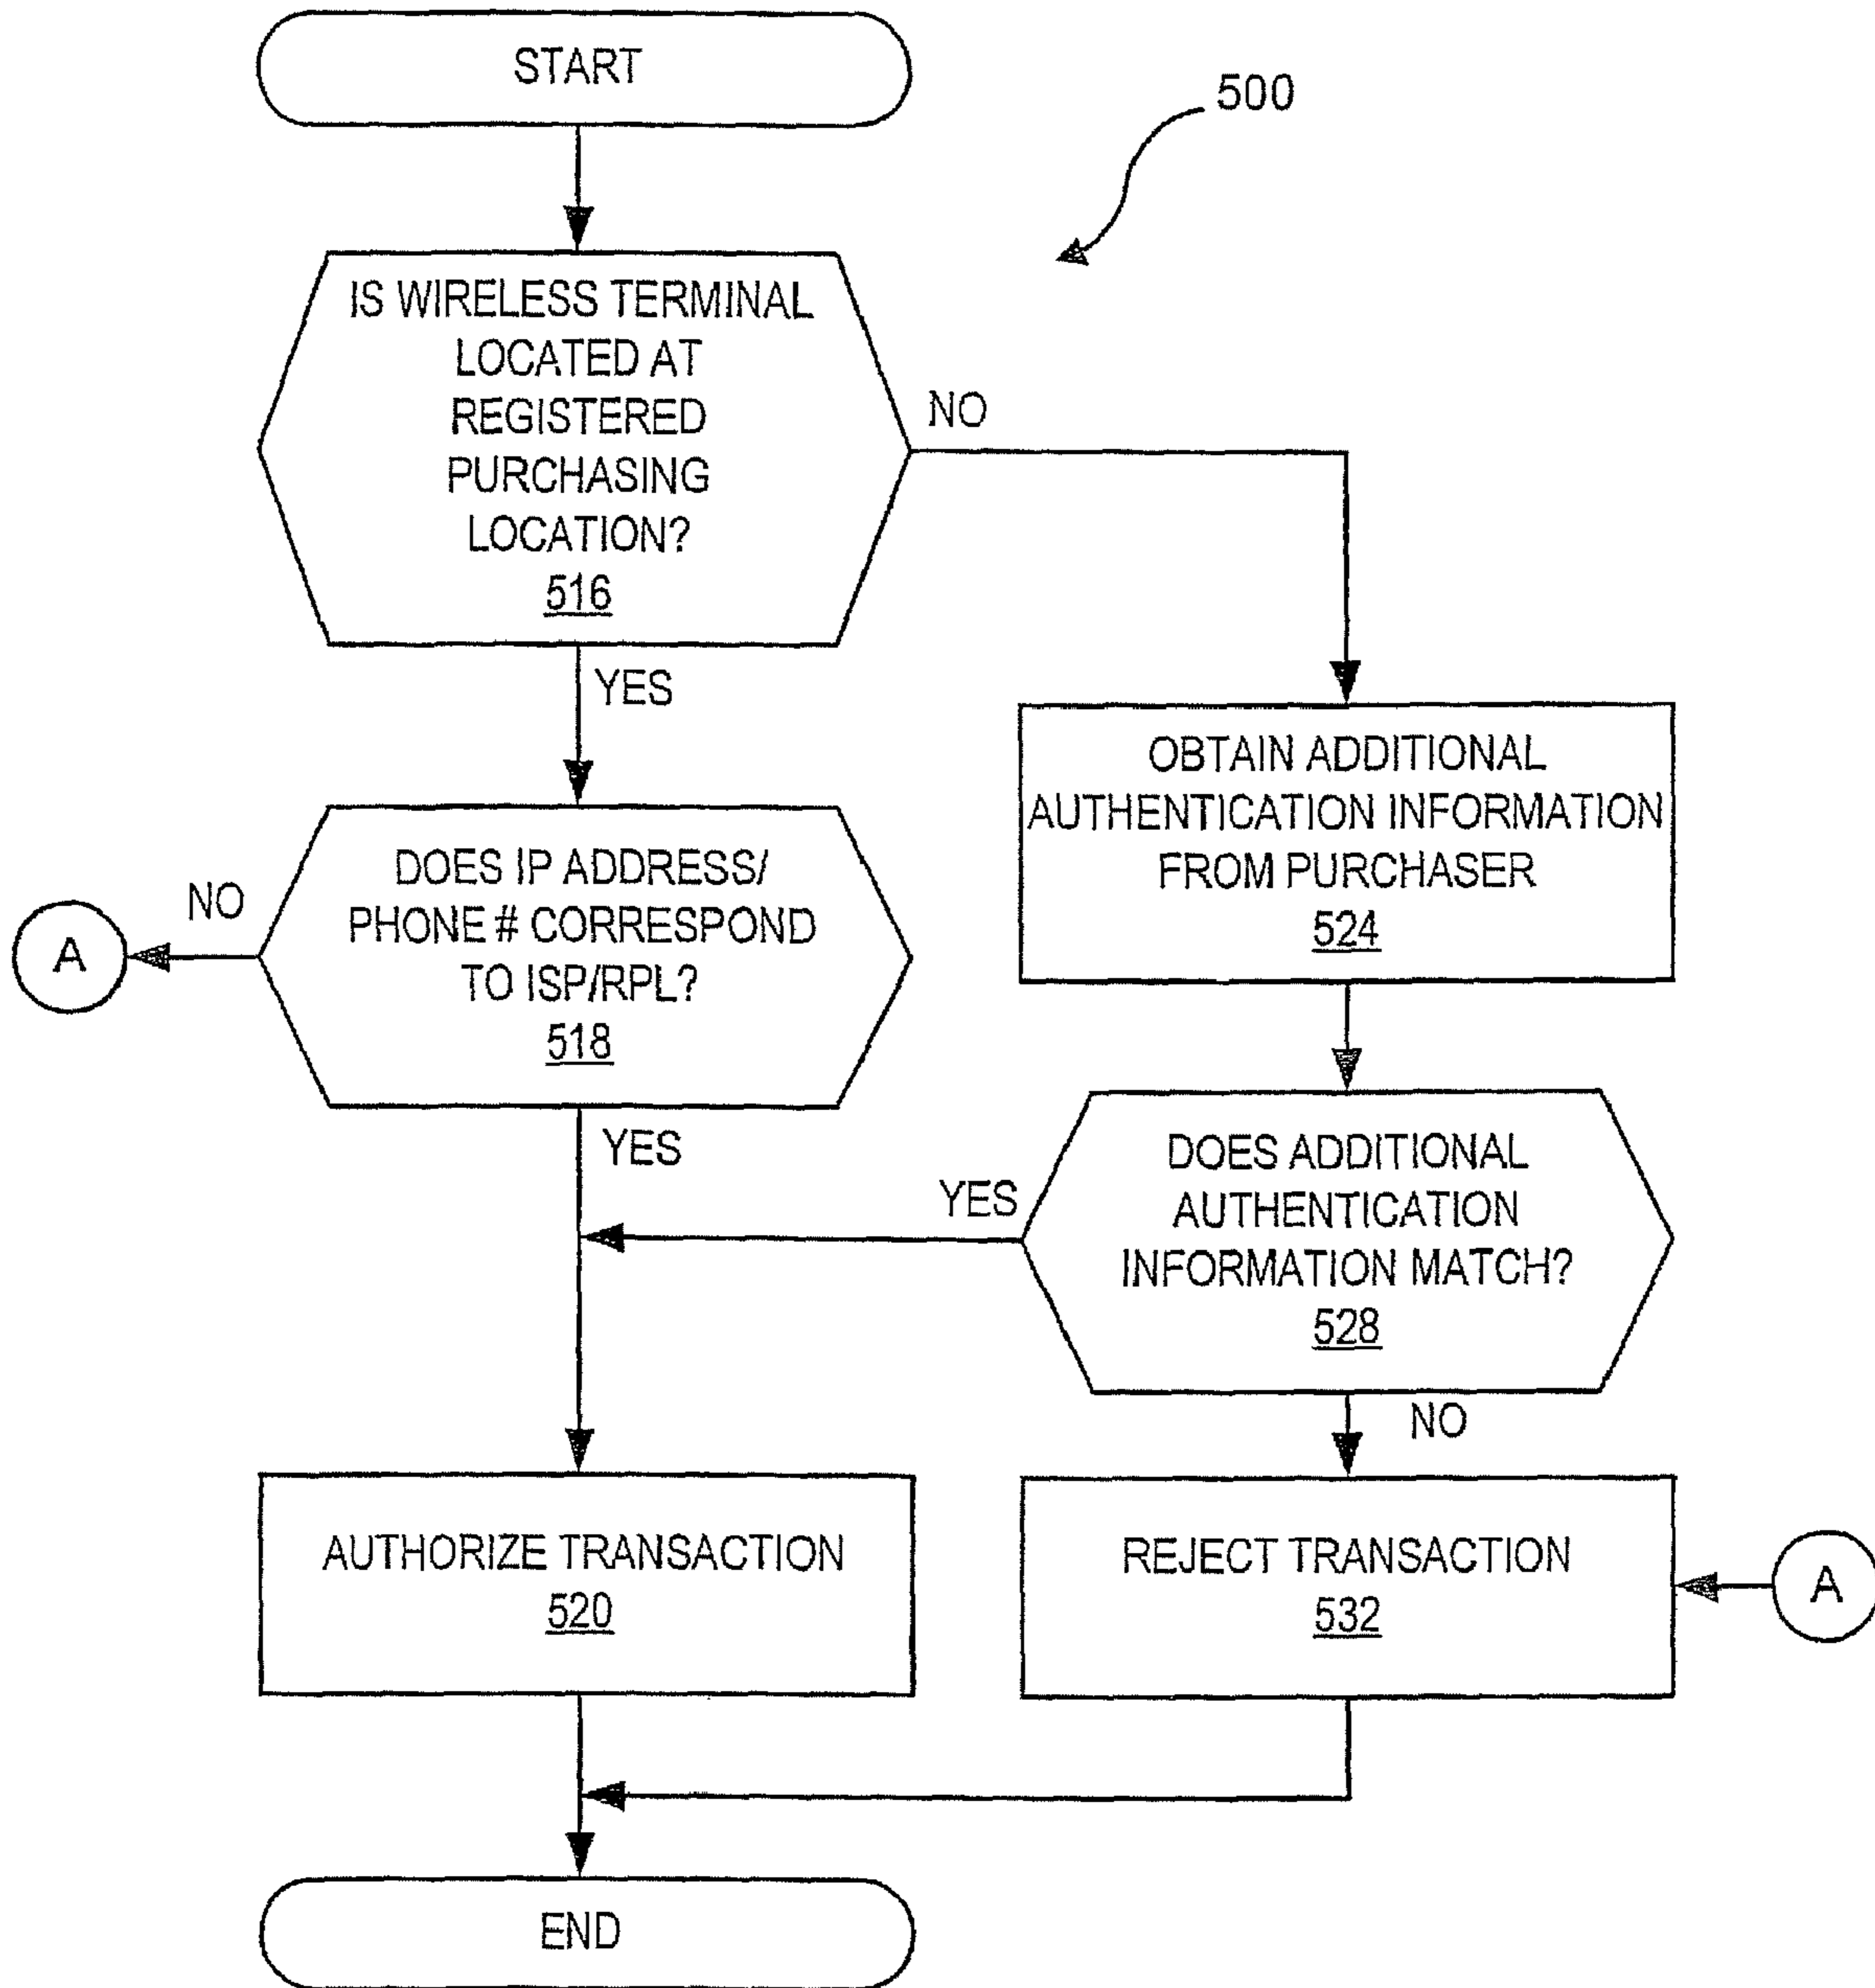 START
500
IS WIRELESS TERMINAL
LOCATED AT
REGISTERED
PURCHASING
LOCATION?
516
NO
YES
OBTAIN ADDITIONAL
AUTHENTICATION INFORMATION
FROM PURCHASER
524
DOES IP ADDRESS/
PHONE # CORRESPOND
TO ISP/RPL?
518
NO
A
YES
DOES ADDITIONAL
AUTHENTICATION
INFORMATION MATCH?
528
YES
NO
AUTHORIZE TRANSACTION
520
REJECT TRANSACTION
532
A
END